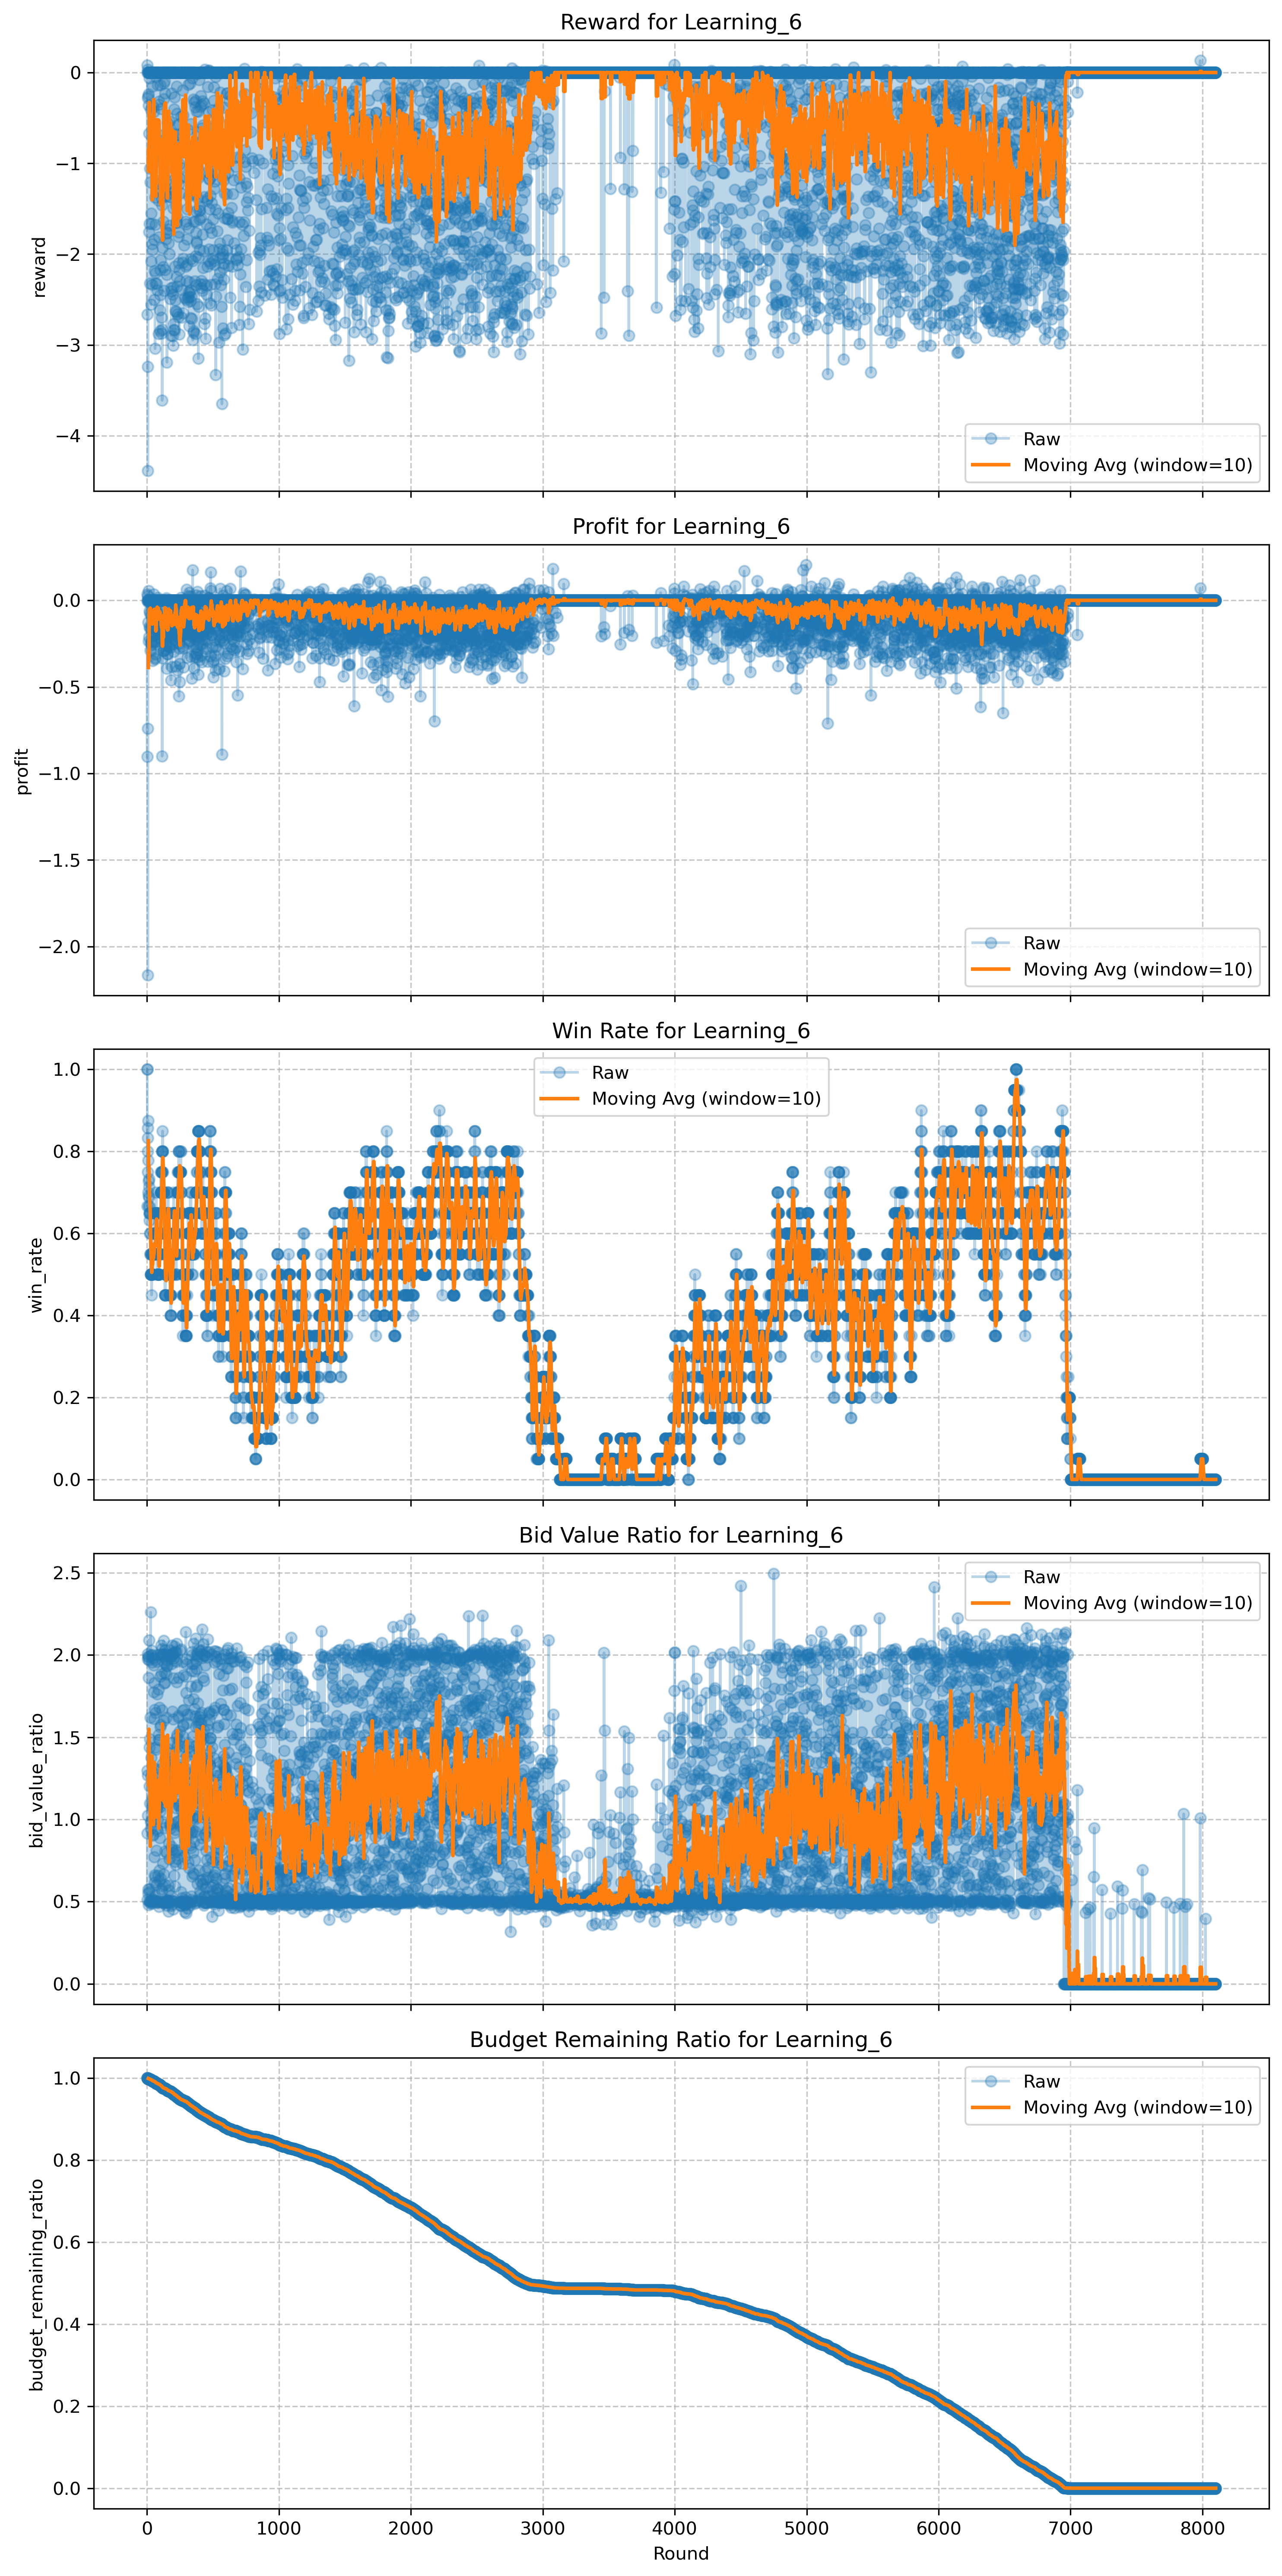 Reward for Learning_6
reward
0
−1
−2
−3
−4
Raw
Moving Avg (window=10)
Profit for Learning_6
profit
0.0
−0.5
−1.0
−1.5
−2.0
Raw
Moving Avg (window=10)
Win Rate for Learning_6
win_rate
1.0
0.8
0.6
0.4
0.2
0.0
Raw
Moving Avg (window=10)
Bid Value Ratio for Learning_6
bid_value_ratio
2.5
2.0
1.5
1.0
0.5
0.0
Raw
Moving Avg (window=10)
Budget Remaining Ratio for Learning_6
budget_remaining_ratio
1.0
0.8
0.6
0.4
0.2
0.0
Raw
Moving Avg (window=10)
0 1000 2000 3000 4000 5000 6000 7000 8000
Round